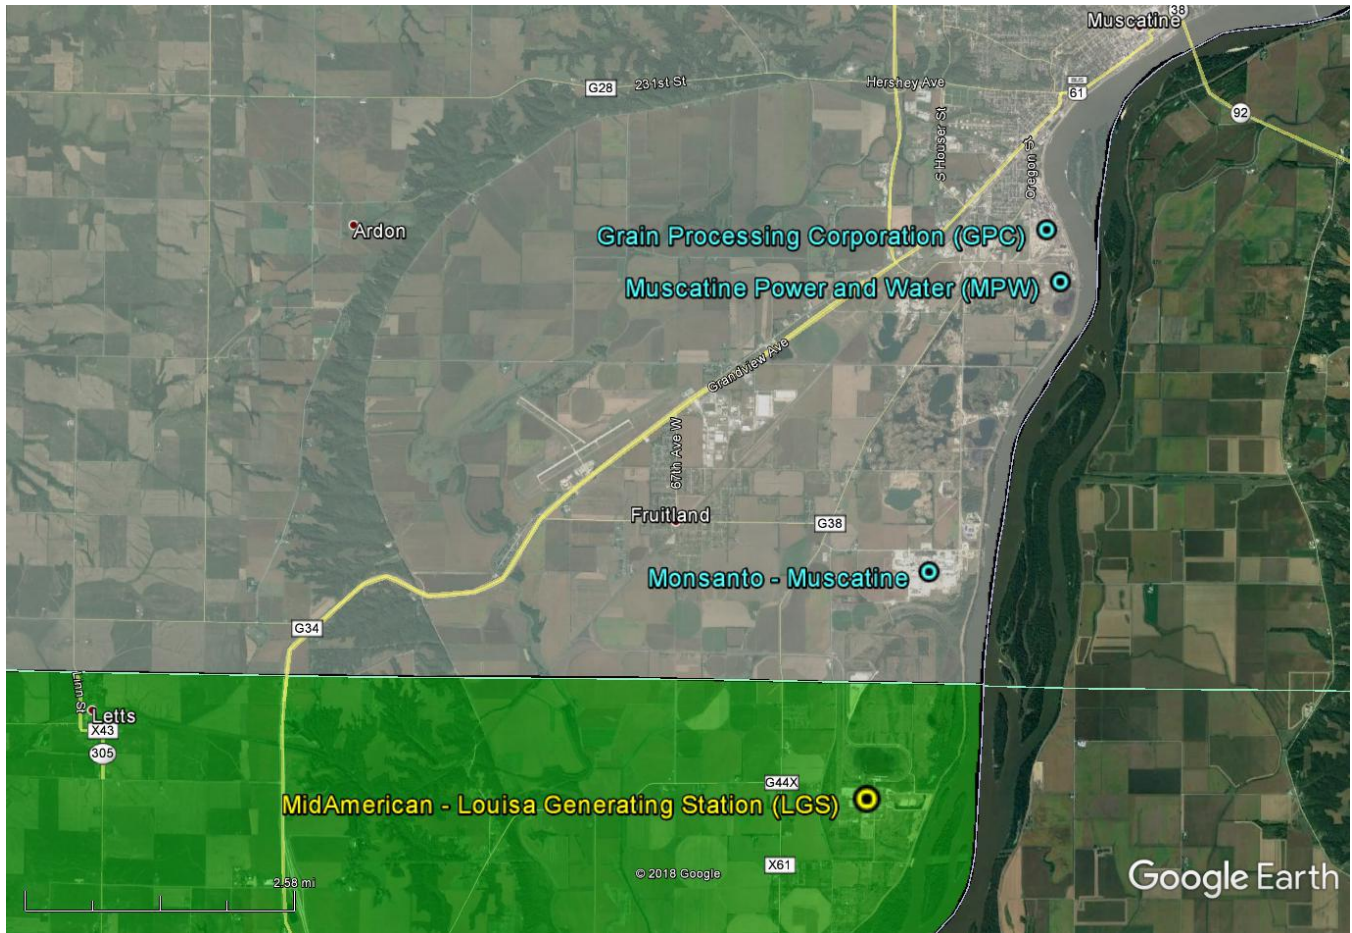 38
Muscatine
G28
231st St
Hershey Ave
61
92
S Houser St
Oregon St
Ardon
Grain Processing Corporation (GPC)
Muscatine Power and Water (MPW)
Grandview Ave
67th Ave W
Fruitland
G38
Monsanto - Muscatine
G34
Linn St
Letts
X43
305
G44X
MidAmerican - Louisa Generating Station (LGS)
X61
© 2018 Google
Google Earth
2.58 mi